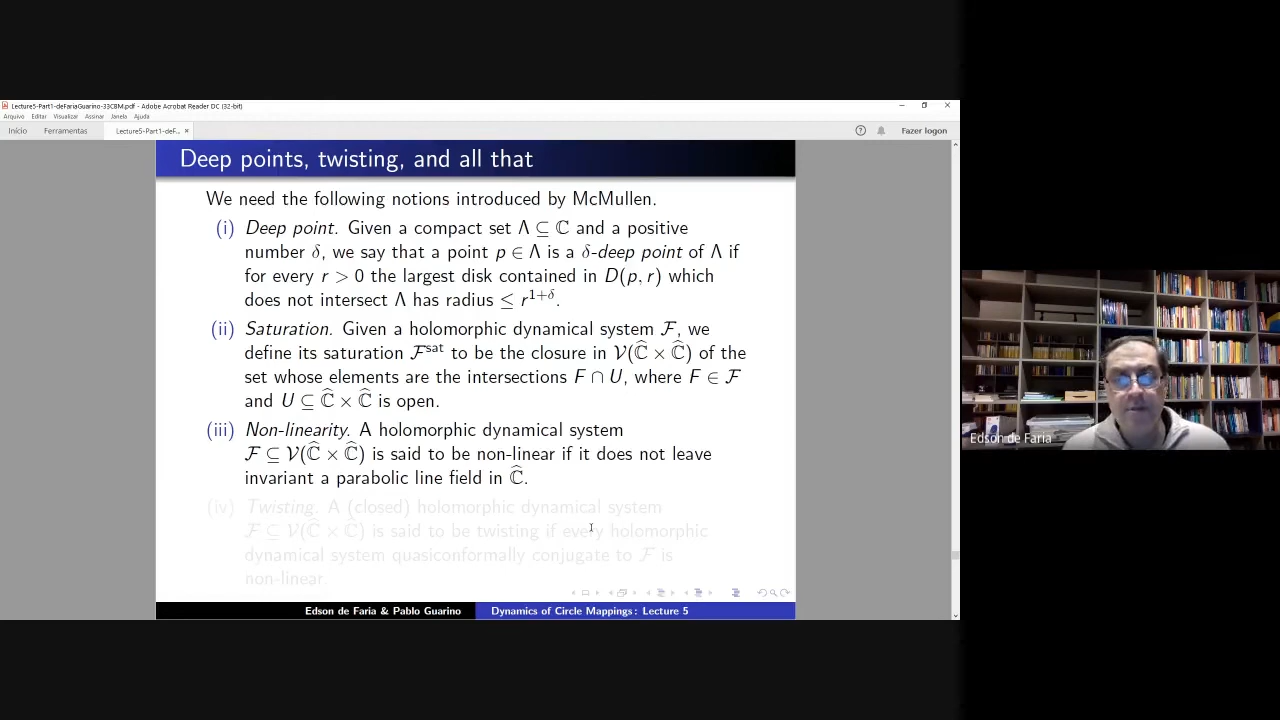 Lecture5-Part1-deFariaGuarino-33CBM.pdf - Adobe Acrobat Reader DC (32-bit)
Arquivo Editar Visualizar Assinar Janela Ajuda
Início Ferramentas Lecture5-Part1-deF... × Fazer logon
Deep points, twisting, and all that
We need the following notions introduced by McMullen.
(i) Deep point. Given a compact set Λ ⊆ ℂ and a positive
number δ, we say that a point p ∈ Λ is a δ-deep point of Λ if
for every r > 0 the largest disk contained in D(p, r) which
does not intersect Λ has radius ≤ r^{1+δ}.
(ii) Saturation. Given a holomorphic dynamical system ℱ, we
define its saturation ℱ^{sat} to be the closure in 𝒱(ℂ̂ × ℂ̂) of the
set whose elements are the intersections F ∩ U, where F ∈ ℱ
and U ⊆ ℂ̂ × ℂ̂ is open.
(iii) Non-linearity. A holomorphic dynamical system
ℱ ⊆ 𝒱(ℂ̂ × ℂ̂) is said to be non-linear if it does not leave
invariant a parabolic line field in ℂ̂.
(iv) Twisting. A (closed) holomorphic dynamical system
ℱ ⊆ 𝒱(ℂ̂ × ℂ̂) is said to be twisting if every holomorphic
dynamical system quasiconformally conjugate to ℱ is
non-linear.
Edson de Faria & Pablo Guarino Dynamics of Circle Mappings: Lecture 5
Edson de Faria